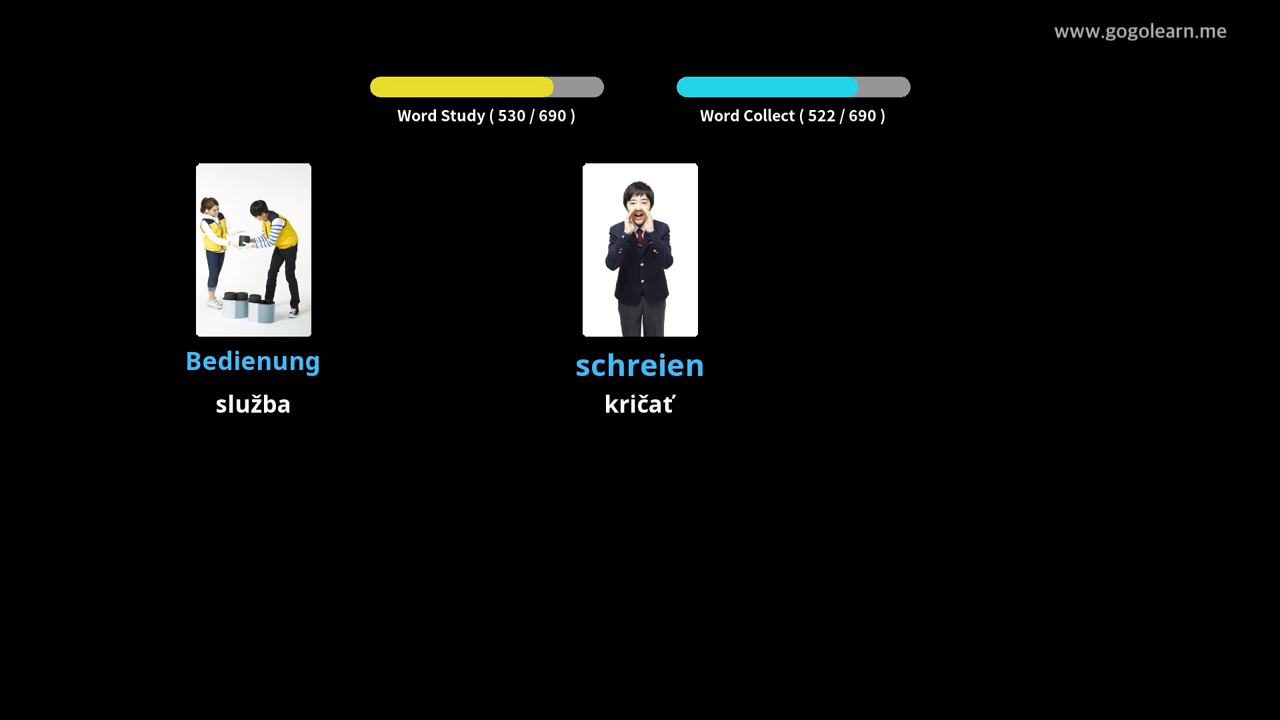 www.gogolearn.me
Word Study ( 530 / 690 )
Word Collect ( 522 / 690 )
Bedienung
služba
schreien
kričať